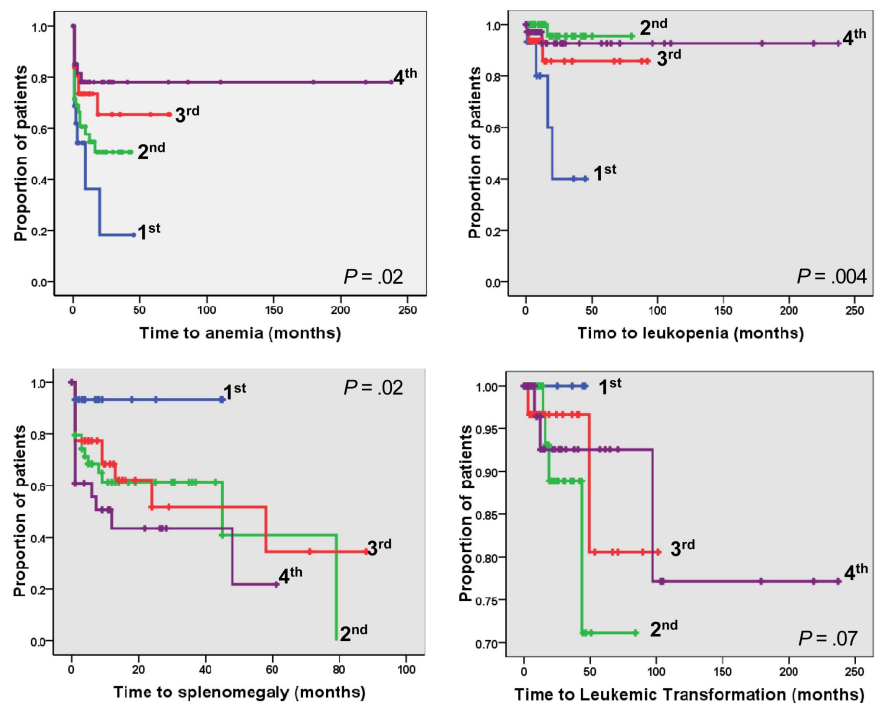 Proportion of patients
1.0
0.8
0.6
0.4
0.2
0.0
4th
3rd
2nd
1st
P = .02
0 50 100 150 200 250
Time to anemia (months)
Proportion of patients
1.0
0.8
0.6
0.4
0.2
0.0
2nd
4th
3rd
1st
P = .004
0 50 100 150 200 250
Timo to leukopenia (months)
Proportion of patients
1.0
0.8
0.6
0.4
0.2
0.0
1st
P = .02
3rd
4th
2nd
0 20 40 60 80 100
Time to splenomegaly (months)
Proportion of patients
1.00
0.95
0.90
0.85
0.80
0.75
0.70
1st
3rd
4th
2nd
P = .07
0 50 100 150 200 250
Time to Leukemic Transformation (months)